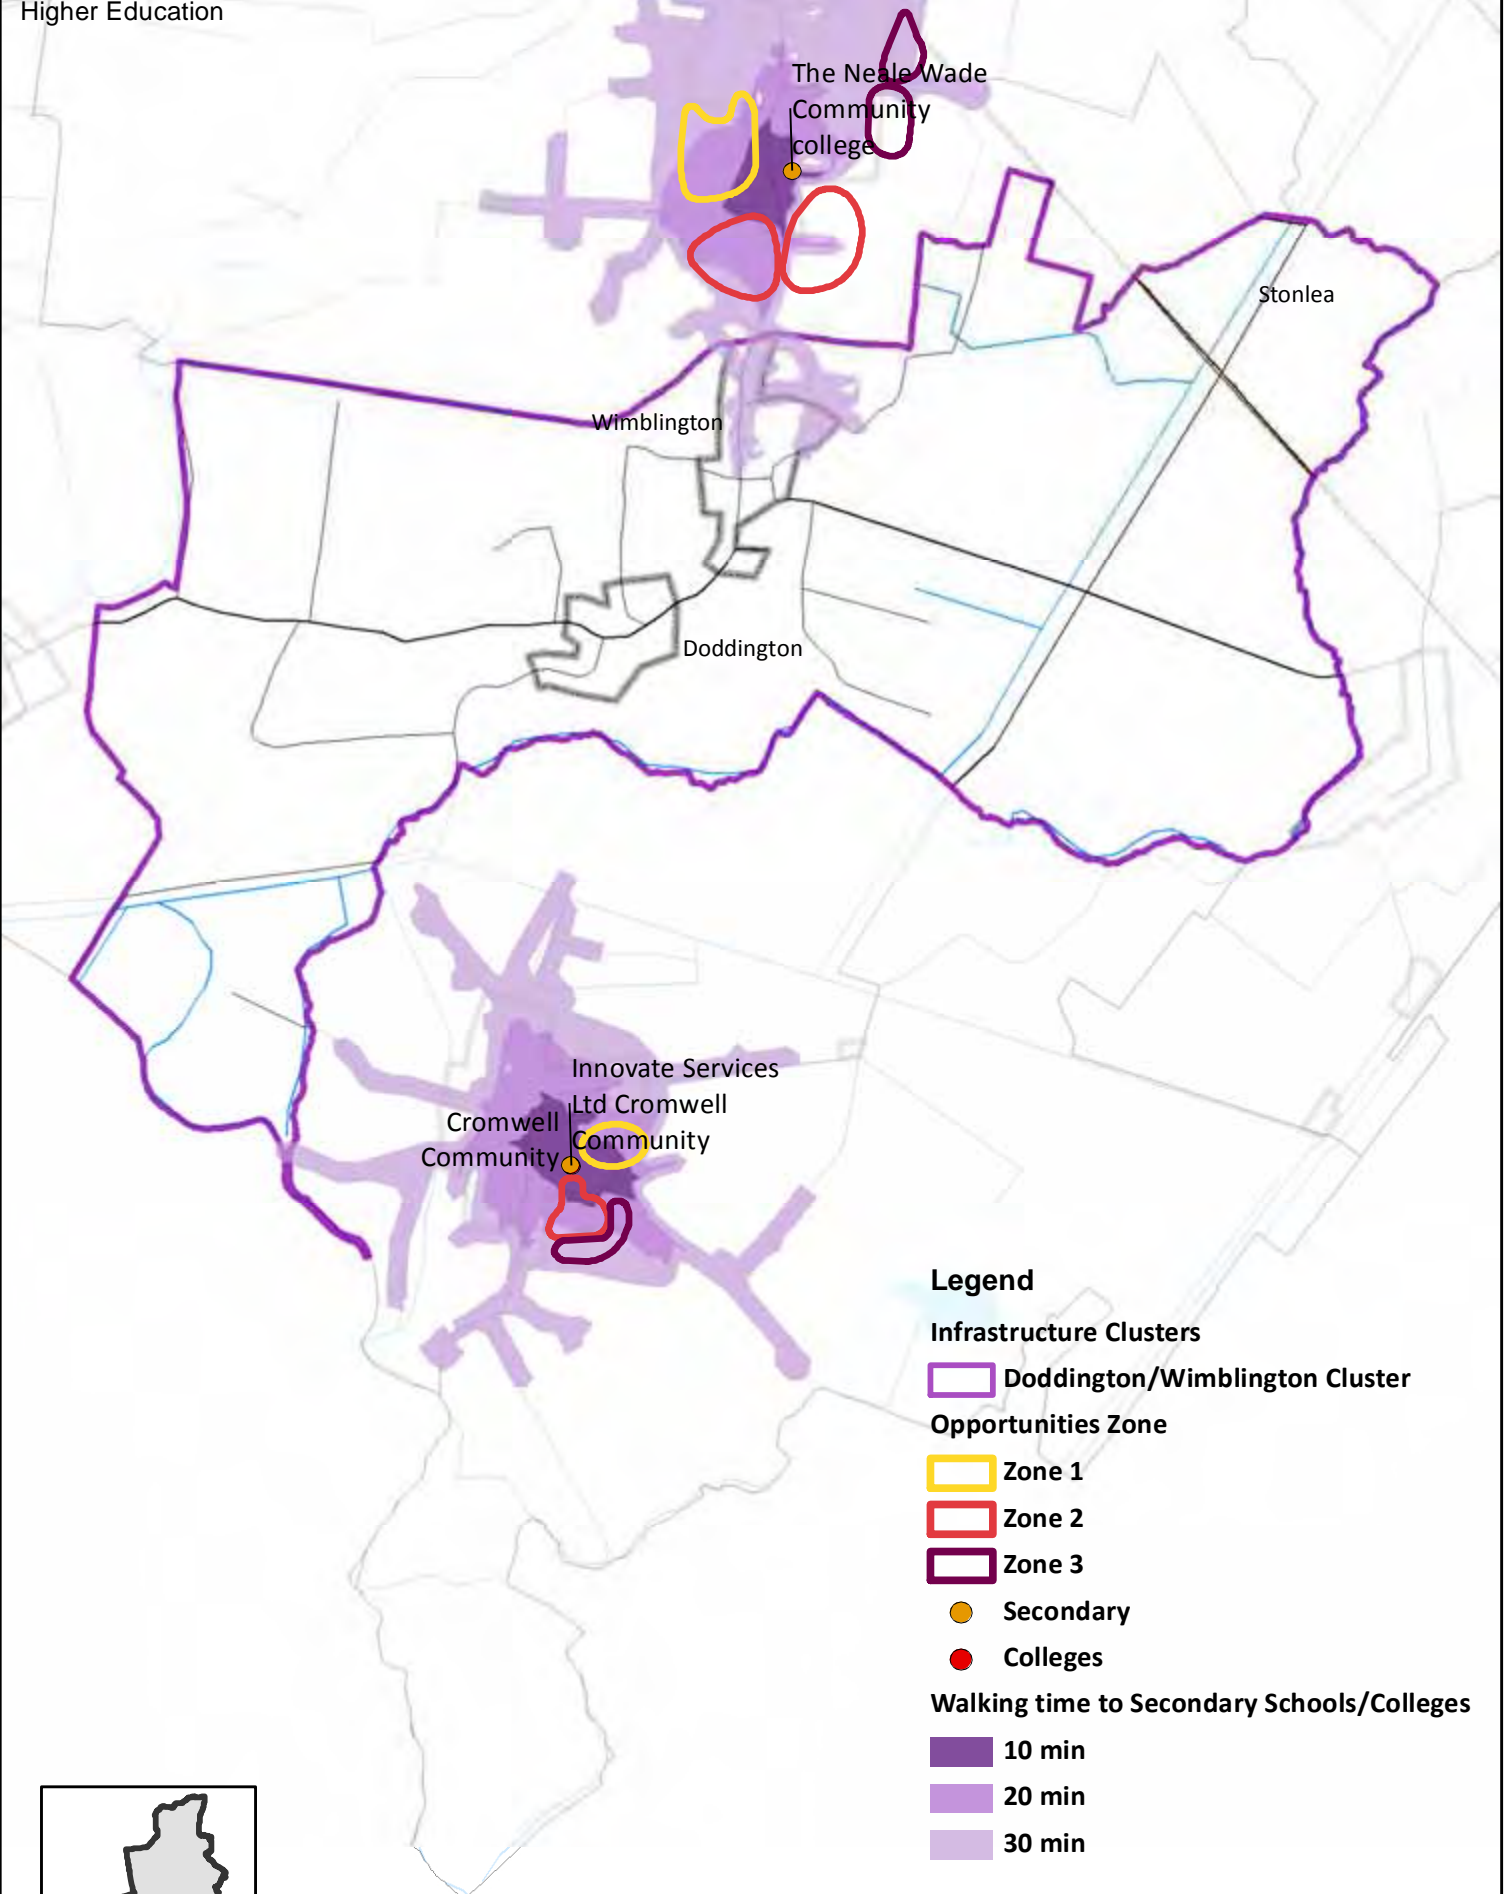 Higher Education
The Neale Wade
Community
college
Stonlea
Wimblington
Doddington
Innovate Services
Ltd Cromwell
Community
Cromwell
Community
Legend
Infrastructure Clusters
Doddington/Wimblington Cluster
Opportunities Zone
Zone 1
Zone 2
Zone 3
Secondary
Colleges
Walking time to Secondary Schools/Colleges
10 min
20 min
30 min